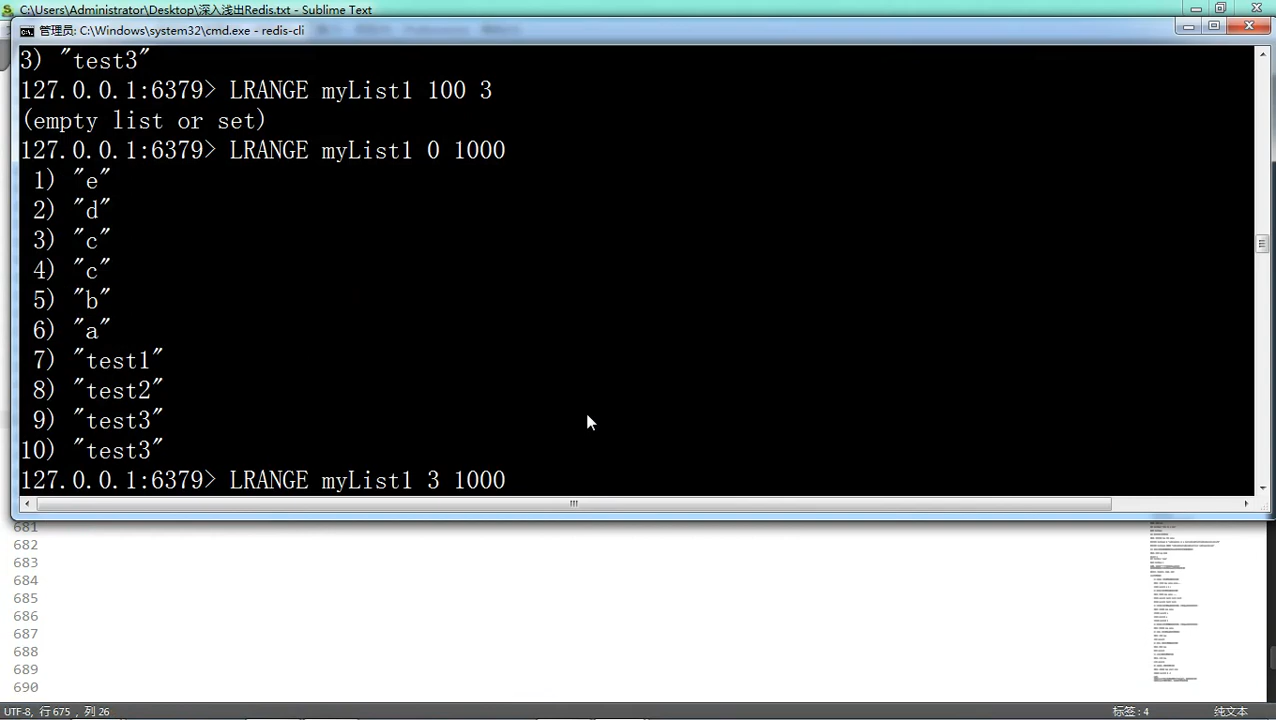 C:\Users\Administrator\Desktop\深入浅出Redis.txt - Sublime Text
管理员: C:\Windows\system32\cmd.exe - redis-cli
3) "test3"
127.0.0.1:6379> LRANGE myList1 100 3
(empty list or set)
127.0.0.1:6379> LRANGE myList1 0 1000
1) "e"
2) "d"
3) "c"
4) "c"
5) "b"
6) "a"
7) "test1"
8) "test2"
9) "test3"
10) "test3"
127.0.0.1:6379> LRANGE myList1 3 1000
681
682
683
684
685
686
687
688
689
690
UTF-8, 行 675 , 列 26
标签: 4
纯文本